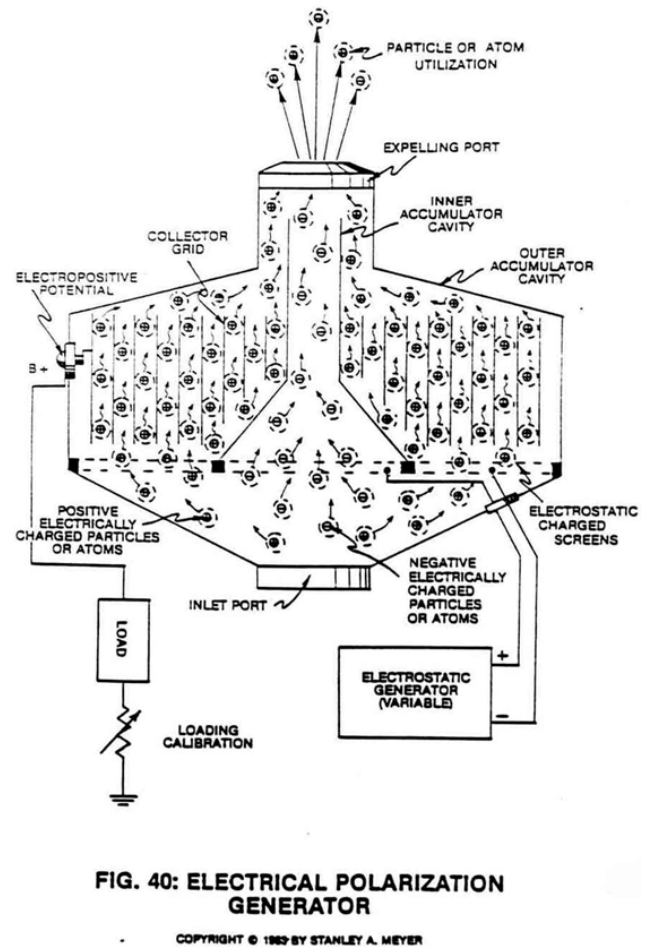 PARTICLE OR ATOM
UTILIZATION
EXPELLING PORT
INNER
ACCUMULATOR
CAVITY
COLLECTOR
GRID
OUTER
ACCUMULATOR
CAVITY
ELECTROPOSITIVE
POTENTIAL
B+
POSITIVE
ELECTRICALLY
CHARGED PARTICLES
OR ATOMS
ELECTROSTATIC
CHARGED
SCREENS
NEGATIVE
ELECTRICALLY
CHARGED
PARTICLES
OR ATOMS
INLET PORT
LOAD
+
ELECTROSTATIC
GENERATOR
(VARIABLE)
−
LOADING
CALIBRATION
FIG. 40: ELECTRICAL POLARIZATION
GENERATOR
COPYRIGHT © 1983 BY STANLEY A. MEYER